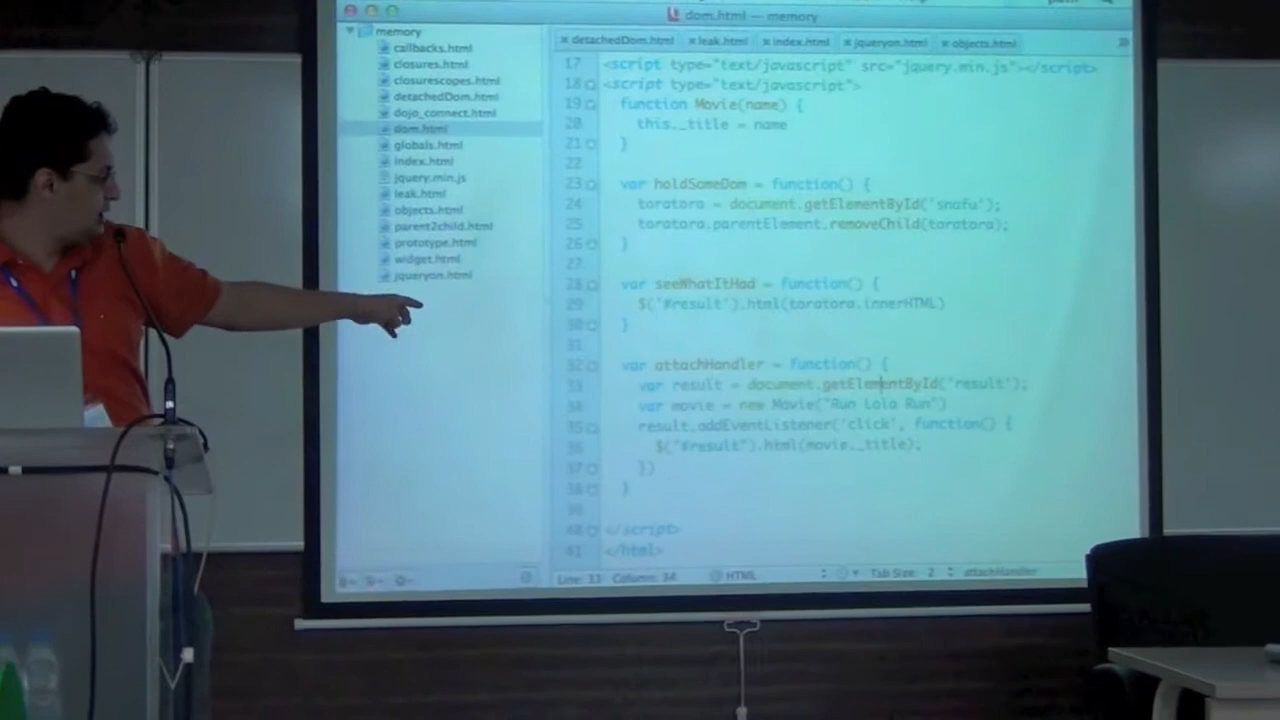 dom.html — memory
memory
callbacks.html
closures.html
closurescopes.html
detachedDom.html
dojo_connect.html
dom.html
globals.html
index.html
jquery.min.js
leak.html
objects.html
parent2child.html
prototype.html
widget.html
jqueryon.html
detachedDom.html leak.html index.html jqueryon.html objects.html
17 <script type="text/javascript" src="jquery.min.js"></script>
18 <script type="text/javascript">
19 function Movie(name) {
20 this._title = name
21 }
22
23 var holdSomeDom = function() {
24 toratora = document.getElementById('snafu');
25 toratora.parentElement.removeChild(toratora);
26 }
27
28 var seeWhatItHad = function() {
29 $('#result').html(toratora.innerHTML)
30 }
31
32 var attachHandler = function() {
33 var result = document.getElementById('result');
34 var movie = new Movie("Run Lola Run")
35 result.addEventListener('click', function() {
36 $("#result").html(movie._title);
37 })
38 }
39
40 </script>
41 </html>
Line: 33 Column: 34 HTML Tab Size: 2 attachHandler